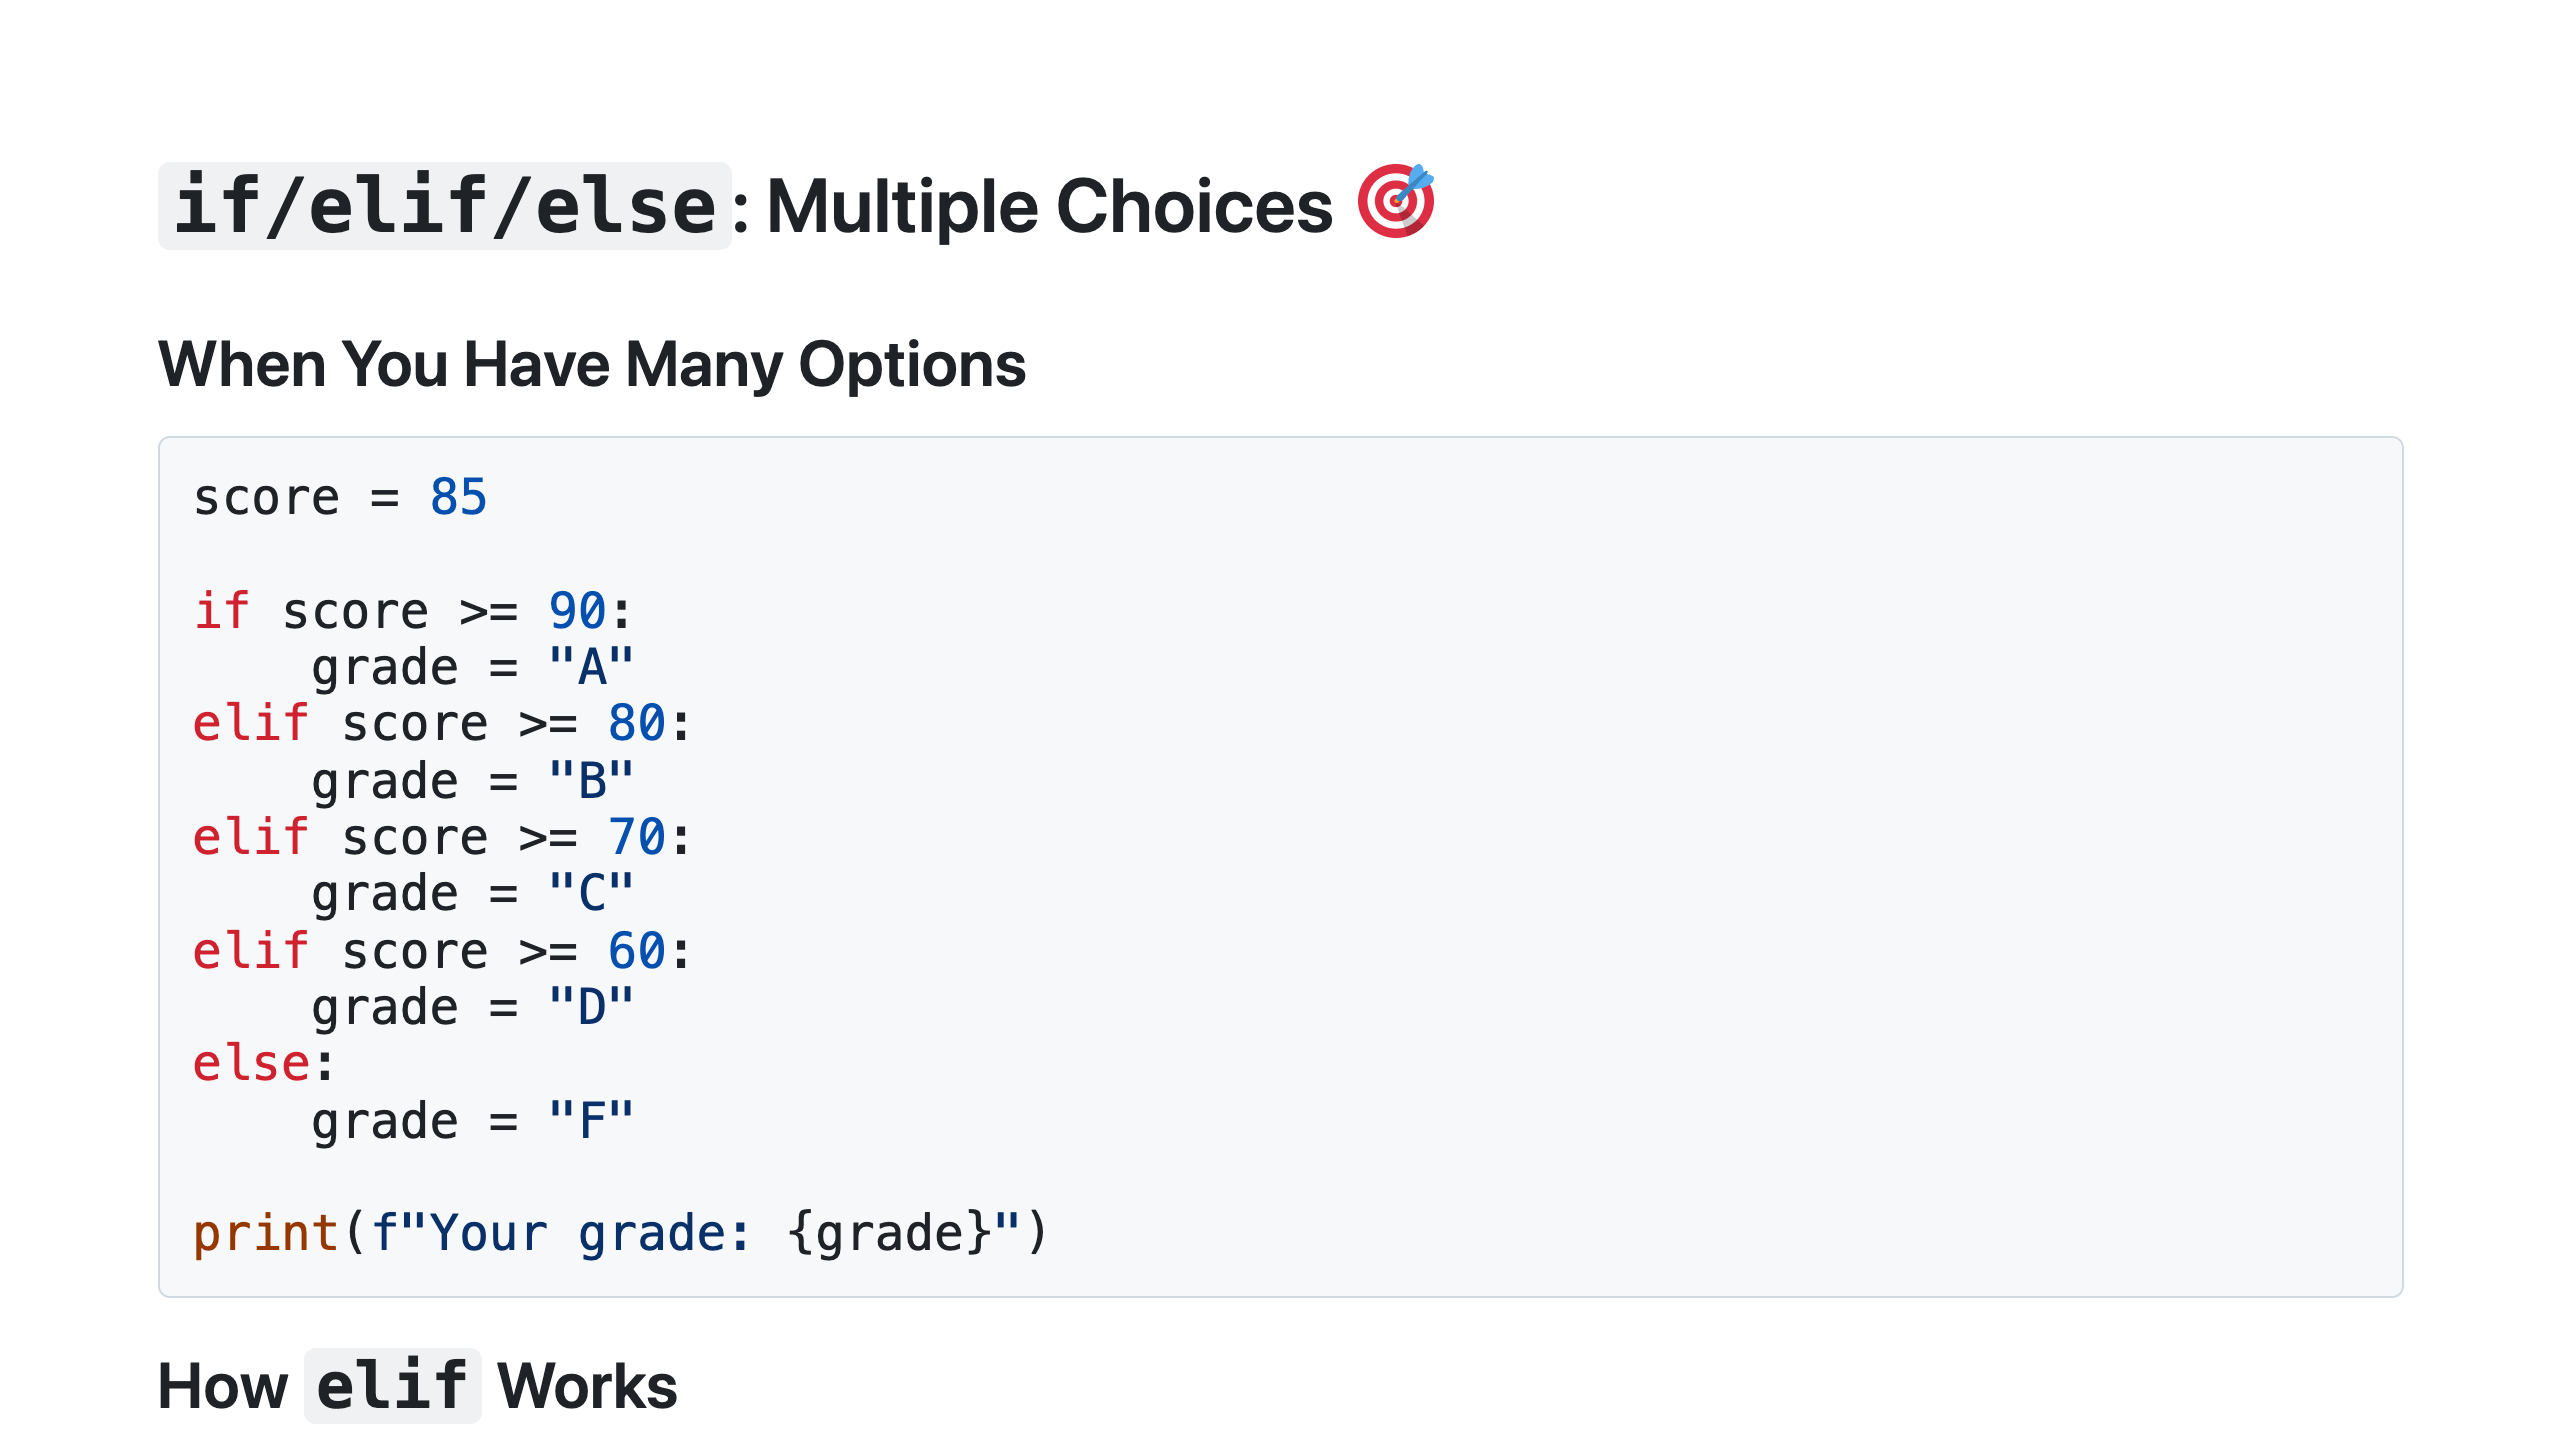 if/elif/else: Multiple Choices 🎯
When You Have Many Options
score = 85

if score >= 90:
    grade = "A"
elif score >= 80:
    grade = "B"
elif score >= 70:
    grade = "C"
elif score >= 60:
    grade = "D"
else:
    grade = "F"

print(f"Your grade: {grade}")
How elif Works